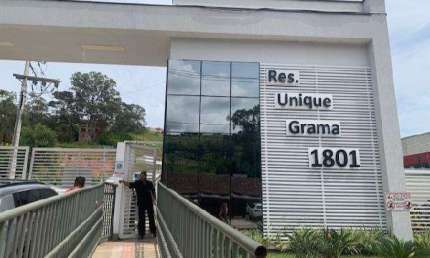 Res.
Unique
Grama
1801